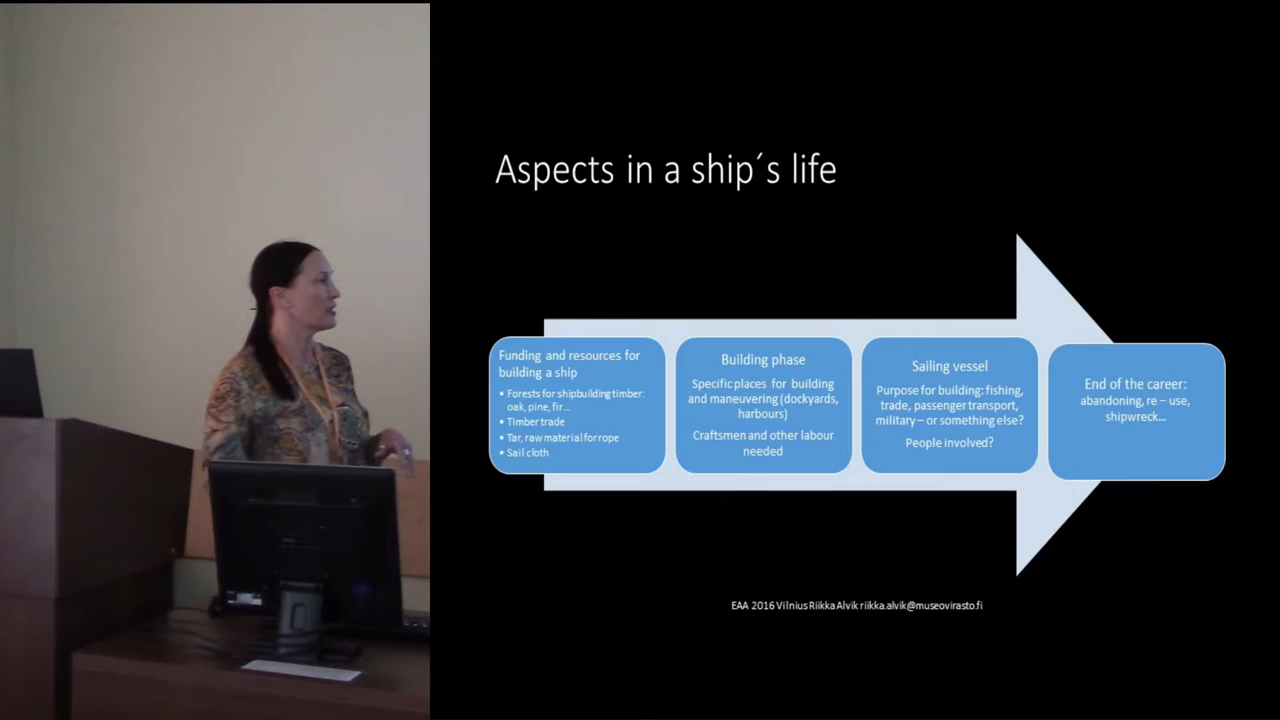 Aspects in a ship´s life
Funding and resources for
building a ship
• Forests for shipbuilding timber:
oak, pine, fir...
• Timber trade
• Tar, raw material for rope
• Sail cloth
Building phase
Specific places for building
and maneuvering (dockyards,
harbours)
Craftsmen and other labour
needed
Sailing vessel
Purpose for building: fishing,
trade, passenger transport,
military – or something else?
People involved?
End of the career:
abandoning, re – use,
shipwreck...
EAA 2016 Vilnius Riikka Alvik riikka.alvik@museovirasto.fi